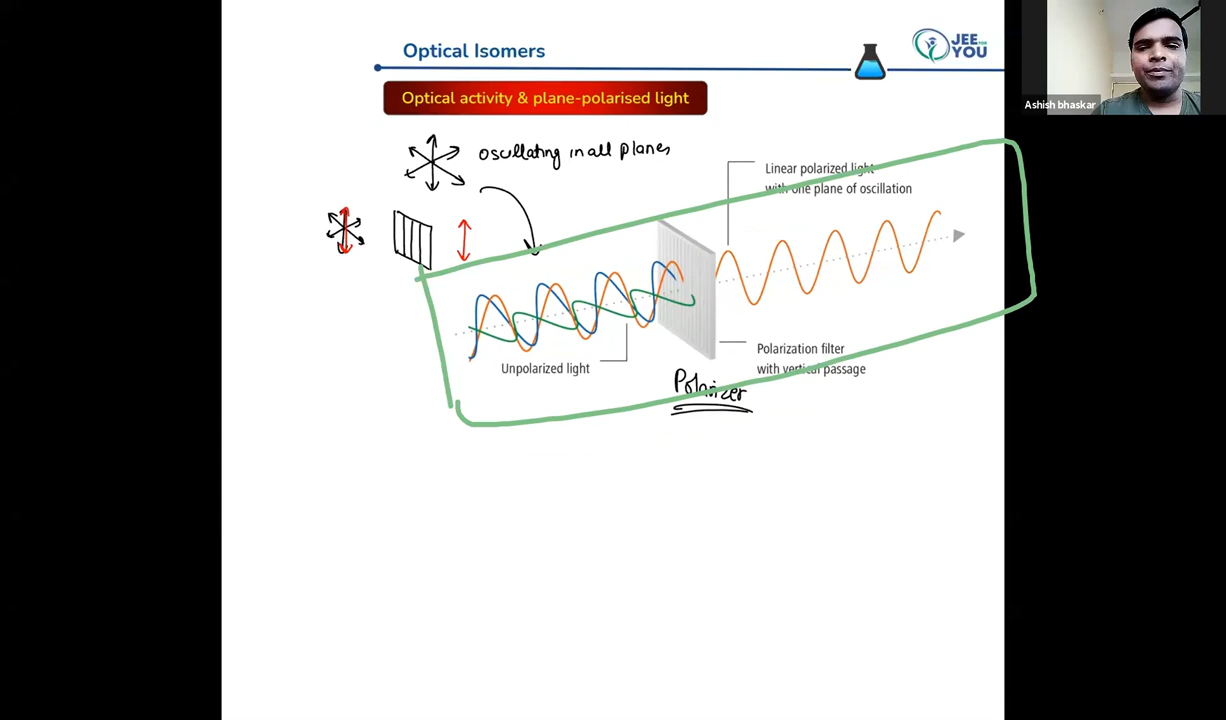 Optical Isomers
JEE FOR
YOU
Ashish bhaskar
Optical activity & plane-polarised light
oscillating in all planes
Linear polarized light
with one plane of oscillation
Unpolarized light
Polarization filter
with vertical passage
Polarizer